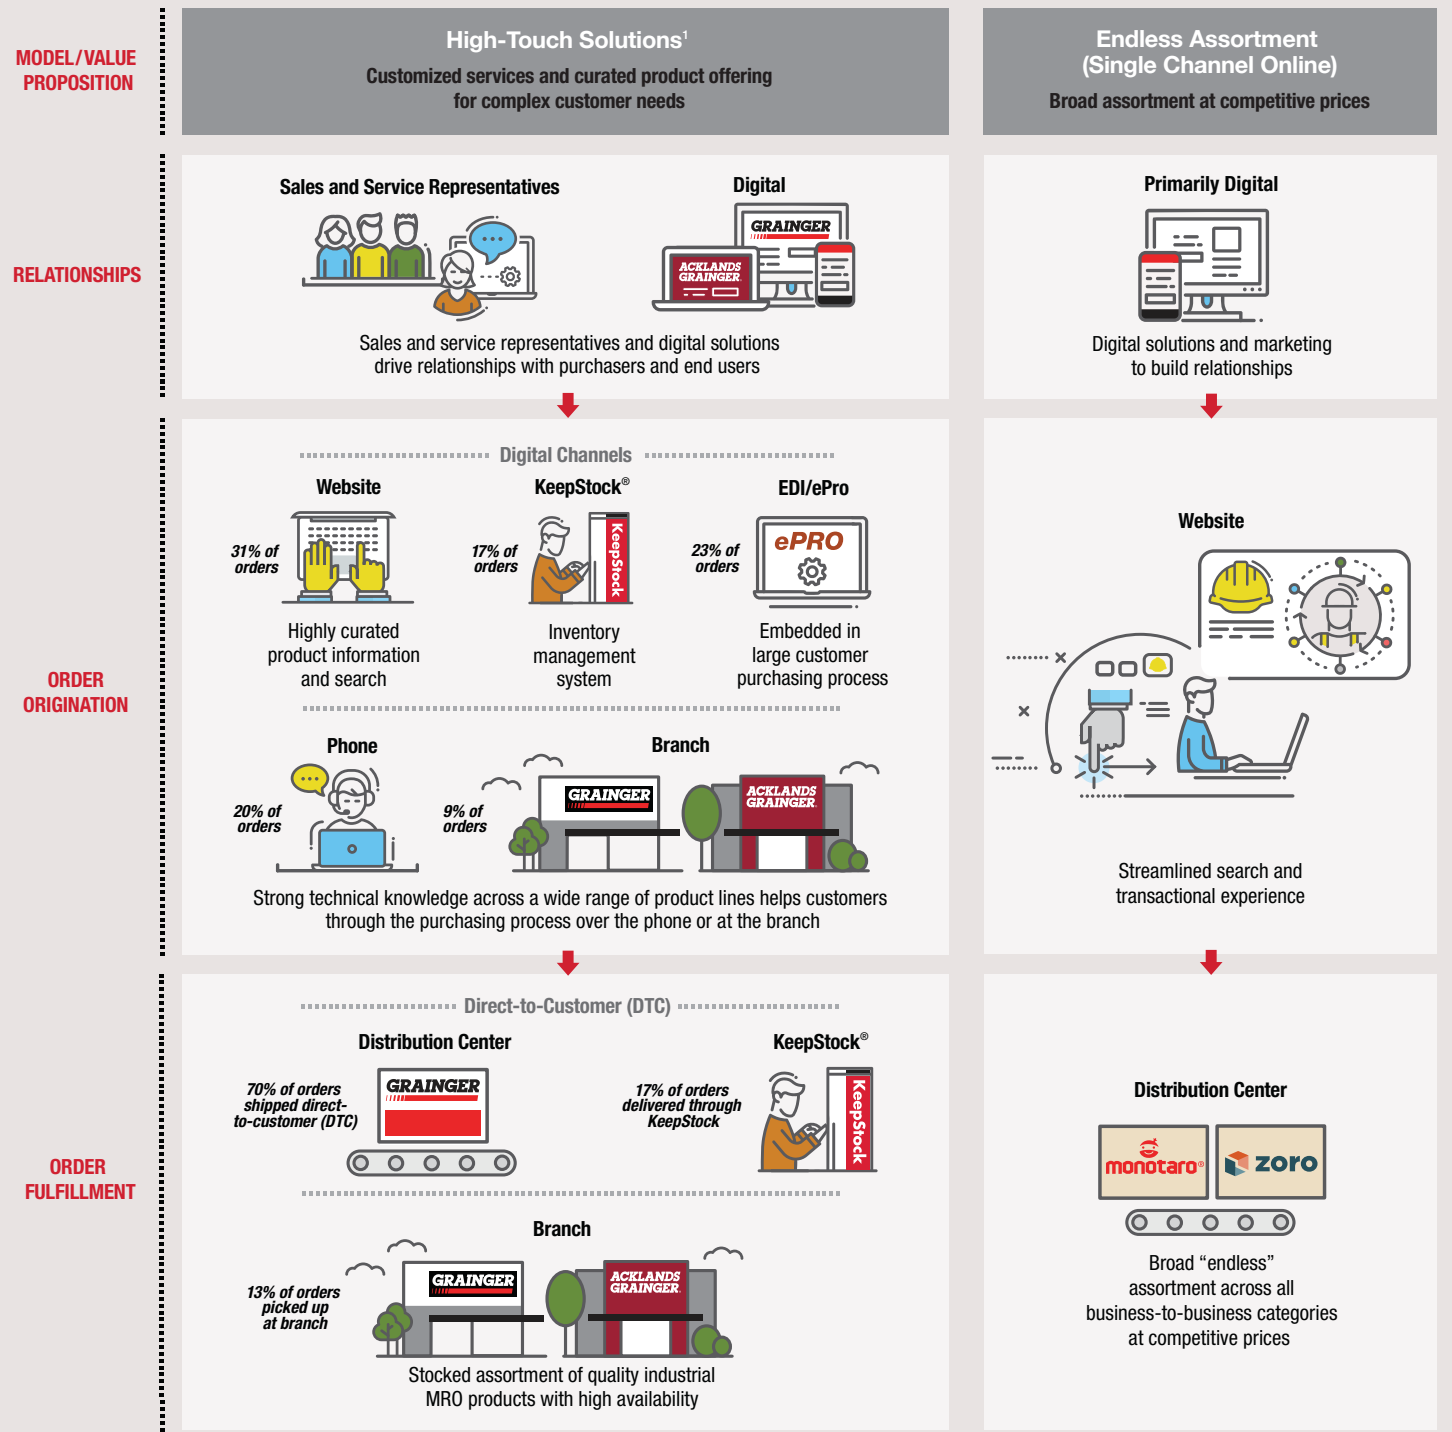 MODEL/VALUE
PROPOSITION
High-Touch Solutions¹
Customized services and curated product offering
for complex customer needs
Endless Assortment
(Single Channel Online)
Broad assortment at competitive prices
RELATIONSHIPS
Sales and Service Representatives
Digital
GRAINGER
ACKLANDS
GRAINGER
Sales and service representatives and digital solutions
drive relationships with purchasers and end users
Primarily Digital
Digital solutions and marketing
to build relationships
ORDER
ORIGINATION
Digital Channels
Website
31% of
orders
Highly curated
product information
and search
KeepStock®
17% of
orders
KeepStock
Inventory
management
system
EDI/ePro
23% of
orders
ePRO
Embedded in
large customer
purchasing process
Phone
20% of
orders
Branch
9% of
orders
GRAINGER
ACKLANDS
GRAINGER
Strong technical knowledge across a wide range of product lines helps customers
through the purchasing process over the phone or at the branch
Website
Streamlined search and
transactional experience
ORDER
FULFILLMENT
Direct-to-Customer (DTC)
Distribution Center
70% of orders
shipped direct-
to-customer (DTC)
GRAINGER
KeepStock®
17% of orders
delivered through
KeepStock
KeepStock
Branch
13% of orders
picked up
at branch
GRAINGER
ACKLANDS
GRAINGER
Stocked assortment of quality industrial
MRO products with high availability
Distribution Center
monotaro®
zoro
Broad “endless”
assortment across all
business-to-business categories
at competitive prices